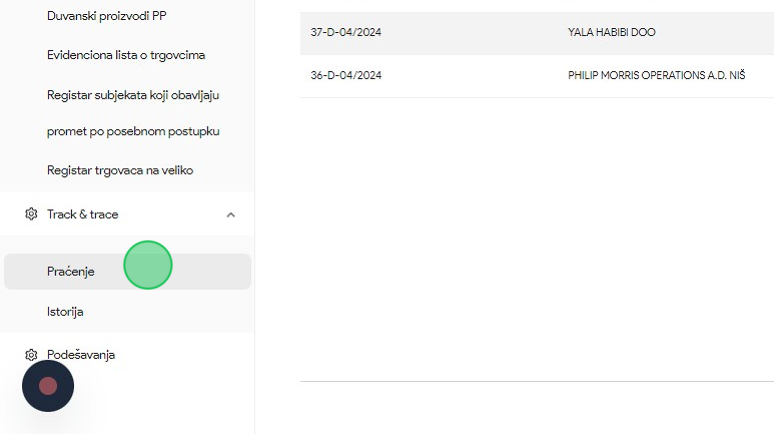 Duvanski proizvodi PP
Evidenciona lista o trgovcima
Registar subjekata koji obavljaju
promet po posebnom postupku
Registar trgovaca na veliko
Track & trace
Praćenje
Istorija
Podešavanja
37-D-04/2024 YALA HABIBI DOO
36-D-04/2024 PHILIP MORRIS OPERATIONS A.D. NIŠ